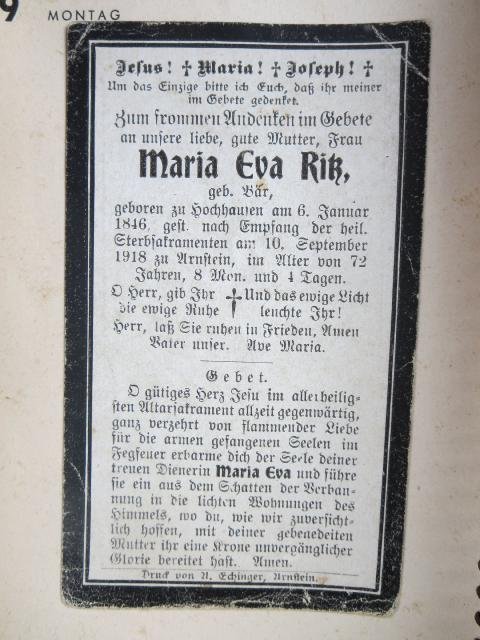 9 MONTAG
Jesus! ✝ Maria! ✝ Joseph! ✝
Um das Einzige bitte ich Euch, daß ihr meiner
im Gebete gedenket.
Zum frommen Andenken im Gebete
an unsere liebe, gute Mutter, Frau
Maria Eva Ritz,
geb. Bär,
geboren zu Hochhausen am 6. Januar
1846, gest. nach Empfang der heil.
Sterbsakramenten am 10. September
1918 zu Arnstein, im Alter von 72
Jahren, 8 Mon. und 4 Tagen.
O Herr, gib Ihr ✝ Und das ewige Licht
die ewige Ruhe leuchte Ihr!
Herr, laß Sie ruhen in Frieden, Amen
Vater unser. Ave Maria.
Gebet.
O gütiges Herz Jesu im allerheilig-
sten Altarsakrament allzeit gegenwärtig,
ganz verzehrt von flammender Liebe
für die armen gefangenen Seelen im
Fegfeuer erbarme dich der Seele deiner
treuen Dienerin Maria Eva und führe
sie ein aus dem Schatten der Verban-
nung in die lichten Wohnungen des
Himmels, wo du, wie wir zuversicht-
lich hoffen, mit deiner gebenedeiten
Mutter ihr eine Krone unvergänglicher
Glorie bereitet hast. Amen.
Druck von A. Echinger, Arnstein.